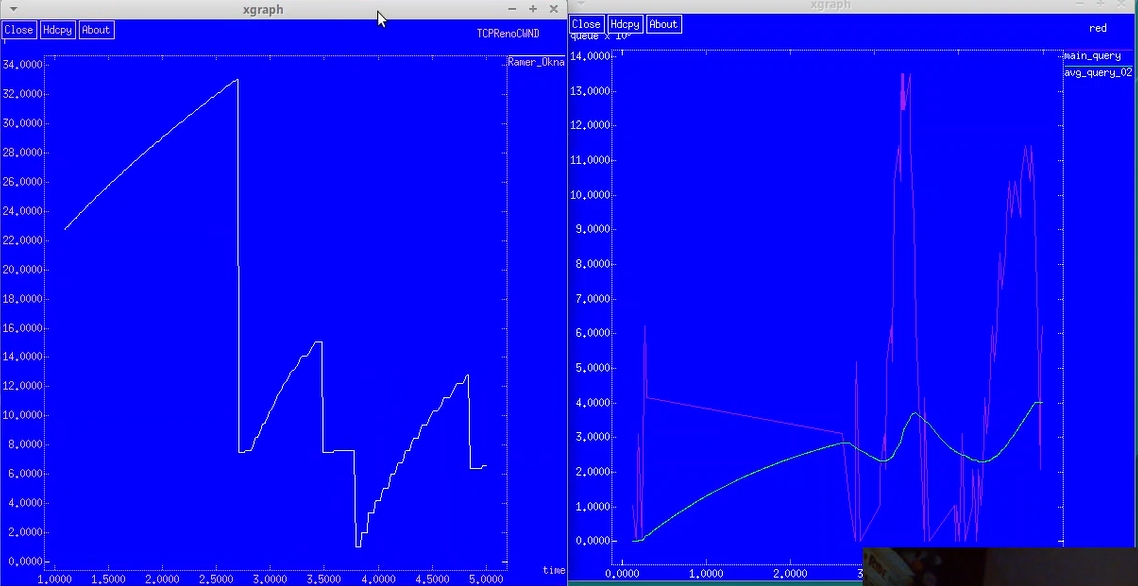 xgraph
Close Hdcpy About
TCPRenoCWND
Ramer_Okna
34.0000
32.0000
30.0000
28.0000
26.0000
24.0000
22.0000
20.0000
18.0000
16.0000
14.0000
12.0000
10.0000
8.0000
6.0000
4.0000
2.0000
0.0000
time
1.0000 1.5000 2.0000 2.5000 3.0000 3.5000 4.0000 4.5000 5.0000
xgraph
Close Hdcpy About
red
queue x 10
main_query
avg_query_02
14.0000
13.0000
12.0000
11.0000
10.0000
9.0000
8.0000
7.0000
6.0000
5.0000
4.0000
3.0000
2.0000
1.0000
0.0000
0.0000 1.0000 2.0000